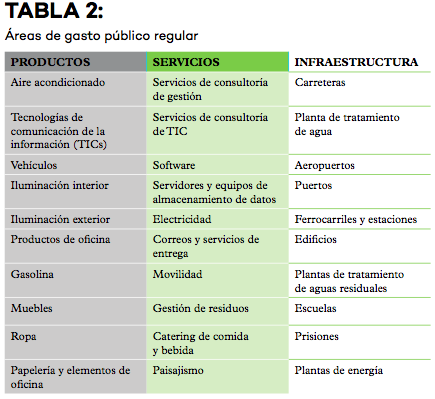 TABLA 2:
Áreas de gasto público regular
PRODUCTOS SERVICIOS INFRAESTRUCTURA
Aire acondicionado Servicios de consultoría Carreteras
de gestión
Tecnologías de Servicios de consultoría Planta de tratamiento
comunicación de la de TIC de agua
información (TICs)
Vehículos Software Aeropuertos
Iluminación interior Servidores y equipos de Puertos
almacenamiento de datos
Iluminación exterior Electricidad Ferrocarriles y estaciones
Productos de oficina Correos y servicios de Edificios
entrega
Gasolina Movilidad Plantas de tratamiento
de aguas residuales
Muebles Gestión de residuos Escuelas
Ropa Catering de comida Prisiones
y bebida
Papelería y elementos de Paisajismo Plantas de energía
oficina